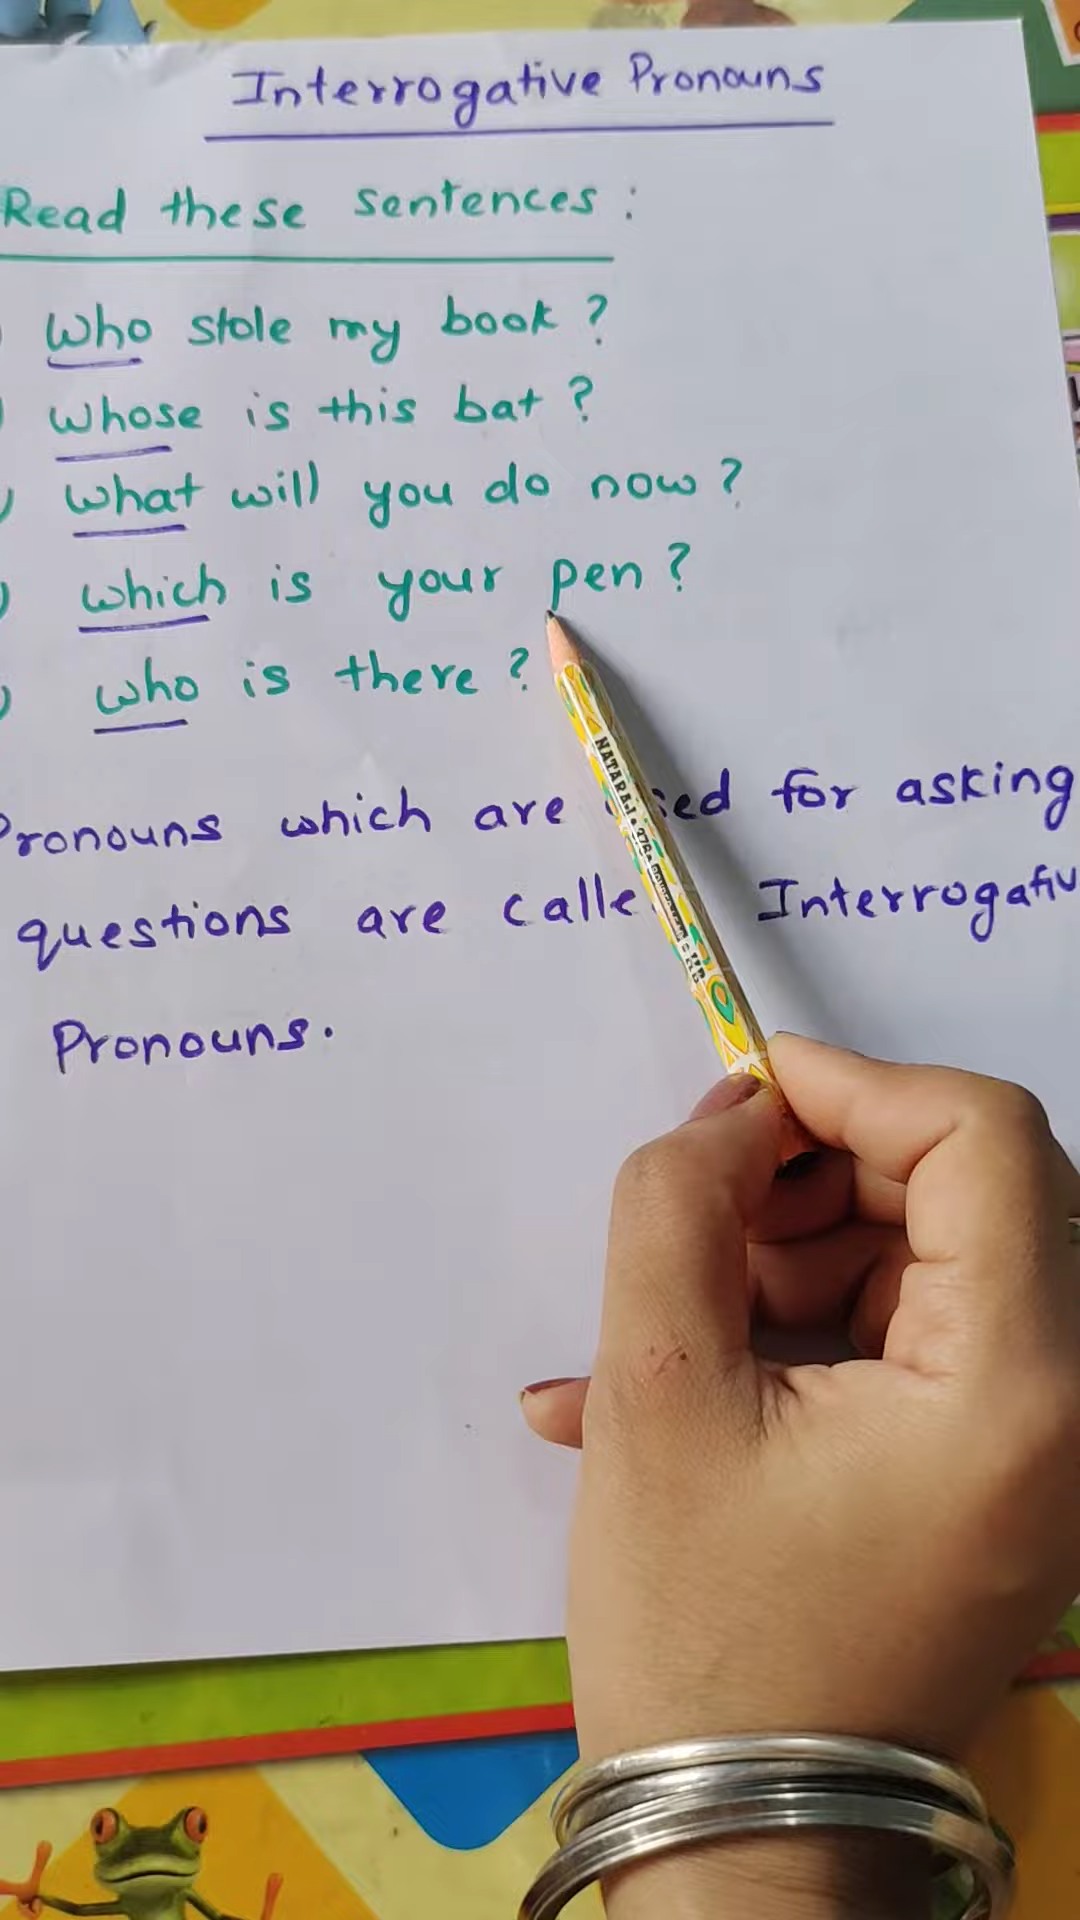 Interrogative Pronouns
Read these sentences :
Who stole my book ?
Whose is this bat ?
What will you do now ?
Which is your pen ?
Who is there ?
Pronouns which are for asking
questions are Interrogativ
Pronouns.
NATARAJ